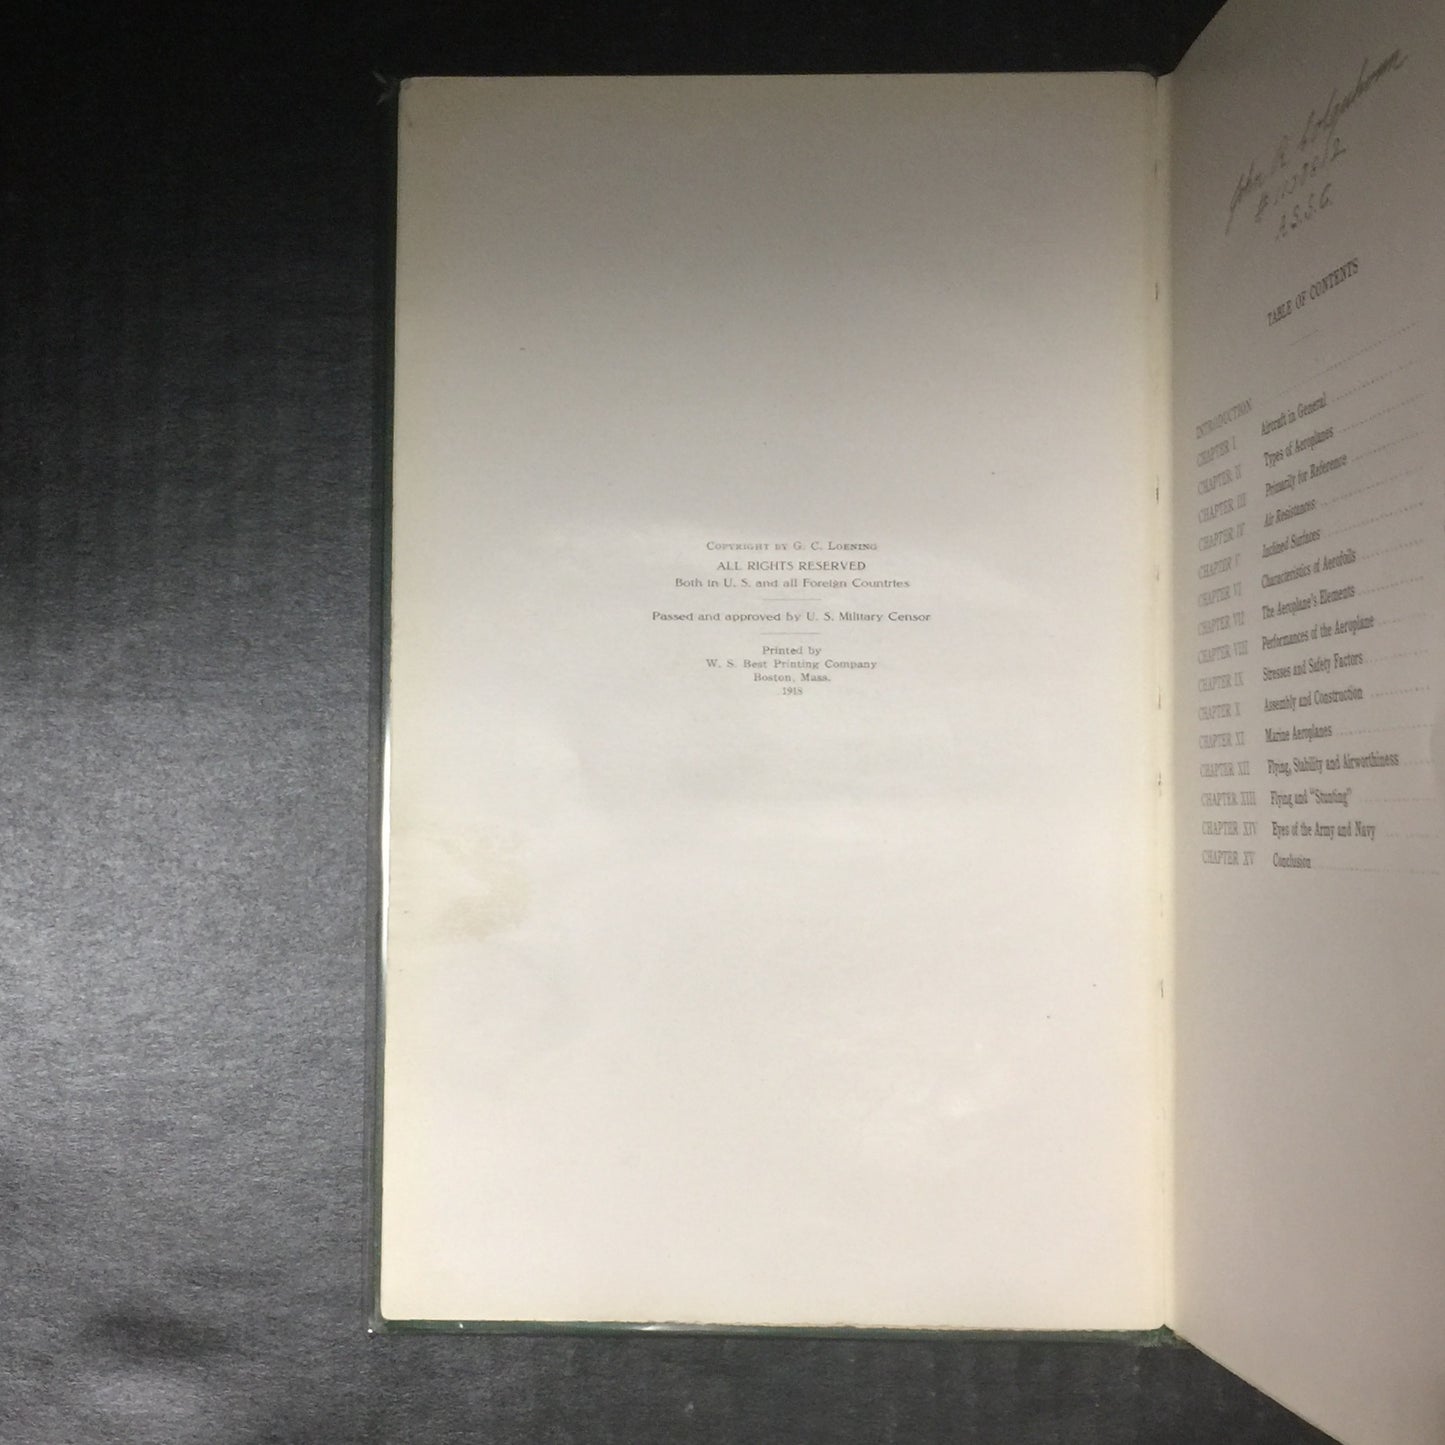 COPYRIGHT BY G. C. LOENING
ALL RIGHTS RESERVED
Both in U. S. and all Foreign Countries
Passed and approved by U. S. Military Censor
Printed by
W. S. Best Printing Company
Boston, Mass.
1918
John R
A.S.S.C.
TABLE OF CONTENTS
INTRODUCTION
CHAPTER I Aircraft in General
CHAPTER II Types of Aeroplanes
CHAPTER III Primarily for Reference
CHAPTER IV Air Resistances
CHAPTER V Inclined Surfaces
CHAPTER VI Characteristics of Aerofoils
CHAPTER VII The Aeroplane's Elements
CHAPTER VIII Performances of the Aeroplane
CHAPTER IX Stresses and Safety Factors
CHAPTER X Assembly and Construction
CHAPTER XI Marine Aeroplanes
CHAPTER XII Flying, Stability and Airworthiness
CHAPTER XIII Flying and "Stunting"
CHAPTER XIV Eyes of the Army and Navy
CHAPTER XV Conclusion